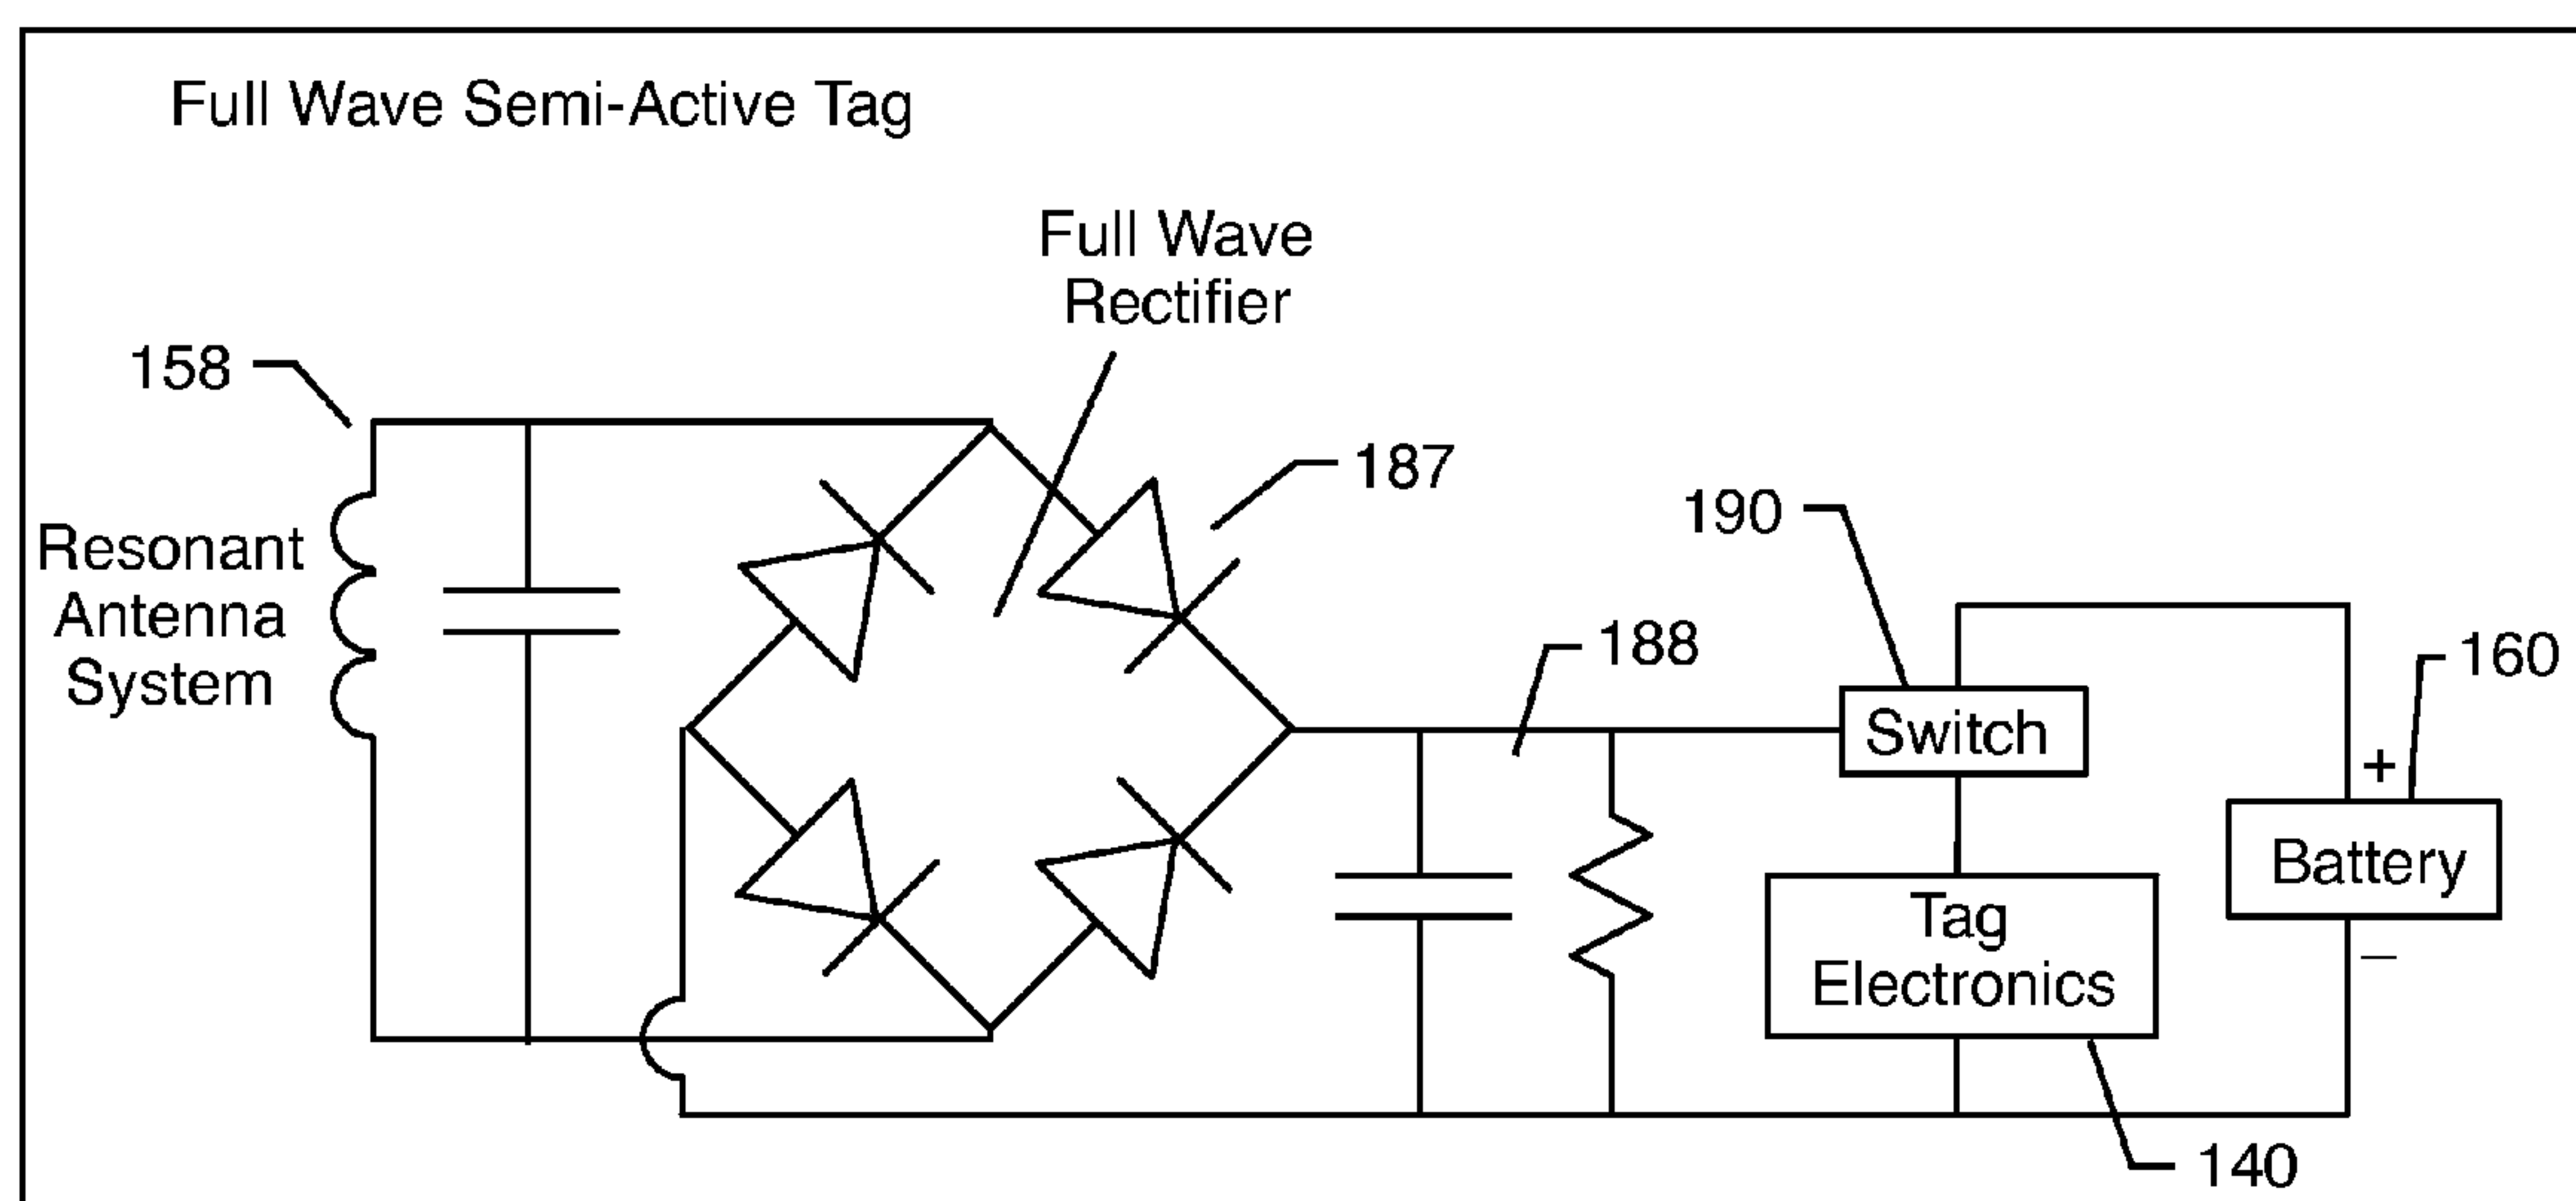 Full Wave Semi-Active Tag
Full Wave
Rectifier
158
187
190
Resonant
Antenna
System
188
160
Switch
+
Battery
Tag
Electronics
–
140